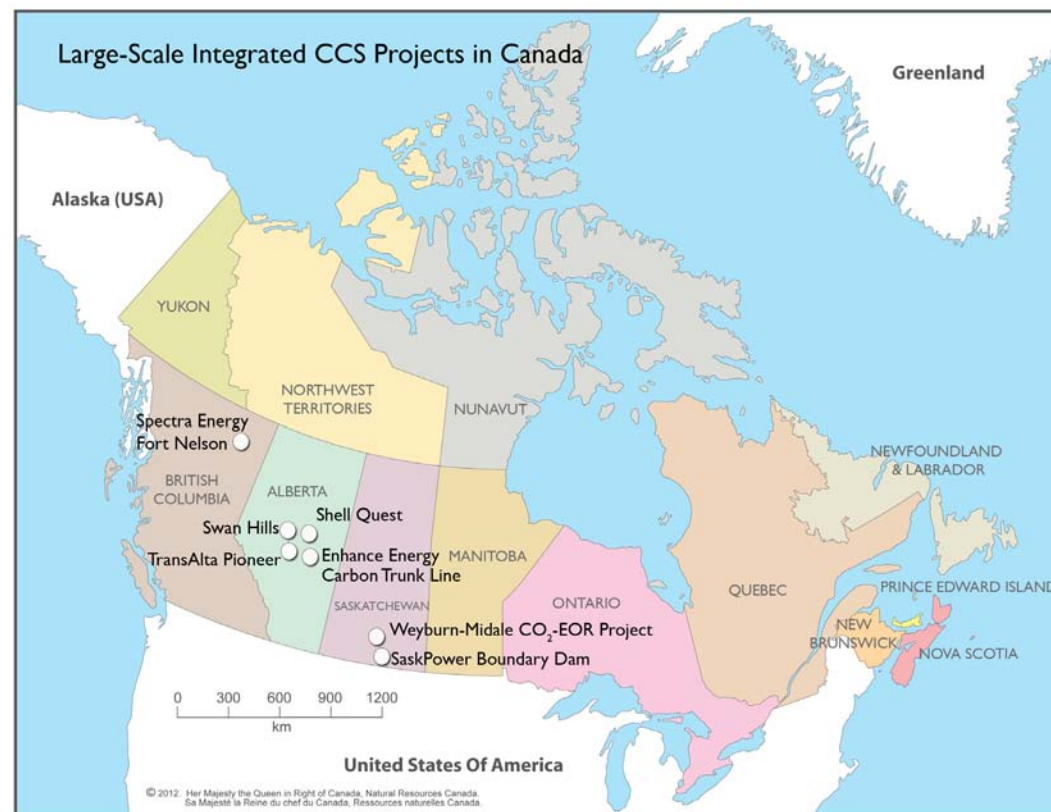 Large-Scale Integrated CCS Projects in Canada
Greenland
Alaska (USA)
YUKON
NORTHWEST
TERRITORIES
NUNAVUT
Spectra Energy
Fort Nelson
BRITISH
COLUMBIA
ALBERTA
Swan Hills
Shell Quest
TransAlta Pioneer
Enhance Energy
Carbon Trunk Line
SASKATCHEWAN
MANITOBA
Weyburn-Midale CO₂-EOR Project
SaskPower Boundary Dam
ONTARIO
QUEBEC
NEWFOUNDLAND
& LABRADOR
PRINCE EDWARD ISLAND
NEW
BRUNSWICK
NOVA SCOTIA
0 300 600 900 1200
km
United States Of America
© 2012. Her Majesty the Queen in Right of Canada, Natural Resources Canada.
Sa Majesté la Reine du chef du Canada, Ressources naturelles Canada.